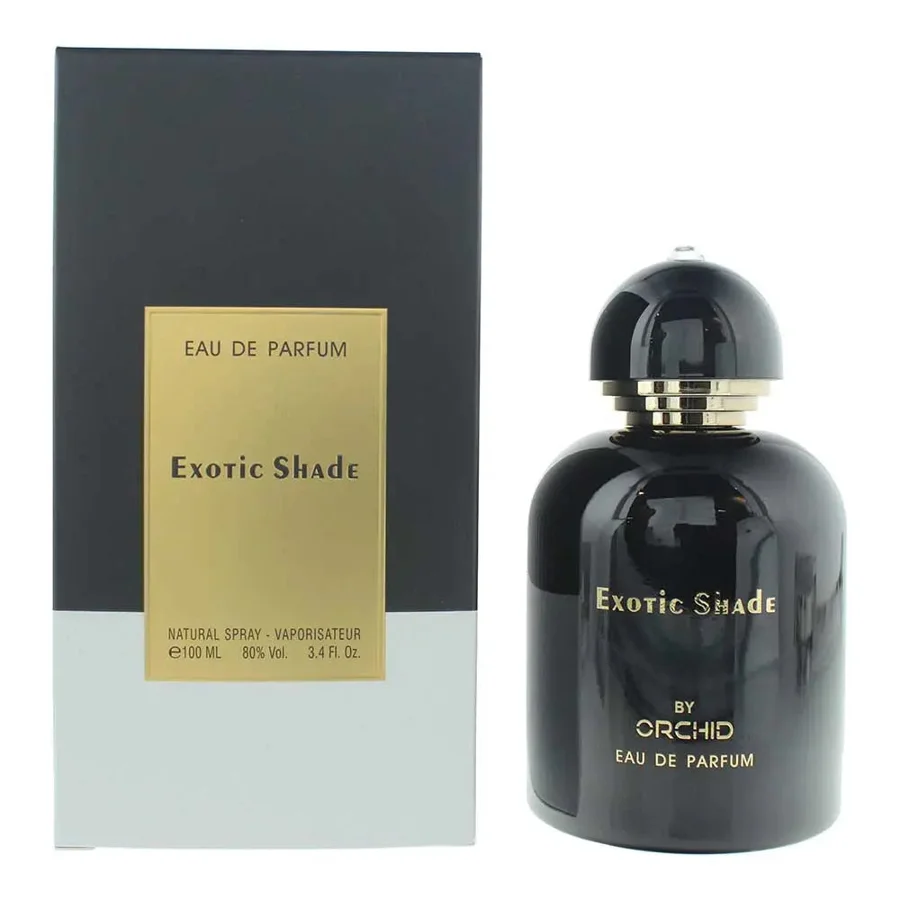 EAU DE PARFUM
EXOTIC SHADE
NATURAL SPRAY - VAPORISATEUR
℮100 ML 80% Vol. 3.4 Fl. Oz.
EXOTIC SHADE
BY
ORCHID
EAU DE PARFUM